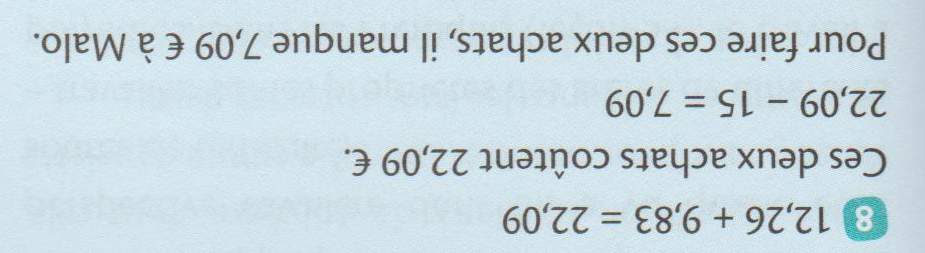 8 12,26 + 9,83 = 22,09
Ces deux achats coûtent 22,09 €.
22,09 – 15 = 7,09
Pour faire ces deux achats, il manque 7,09 € à Malo.